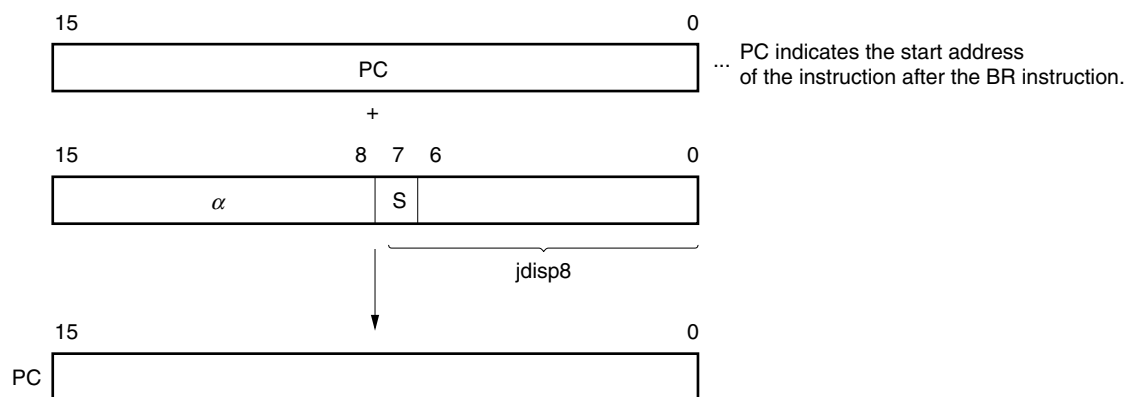 15 0
PC
... PC indicates the start address
of the instruction after the BR instruction.
+
15 8 7 6 0
α S
jdisp8
15 0
PC